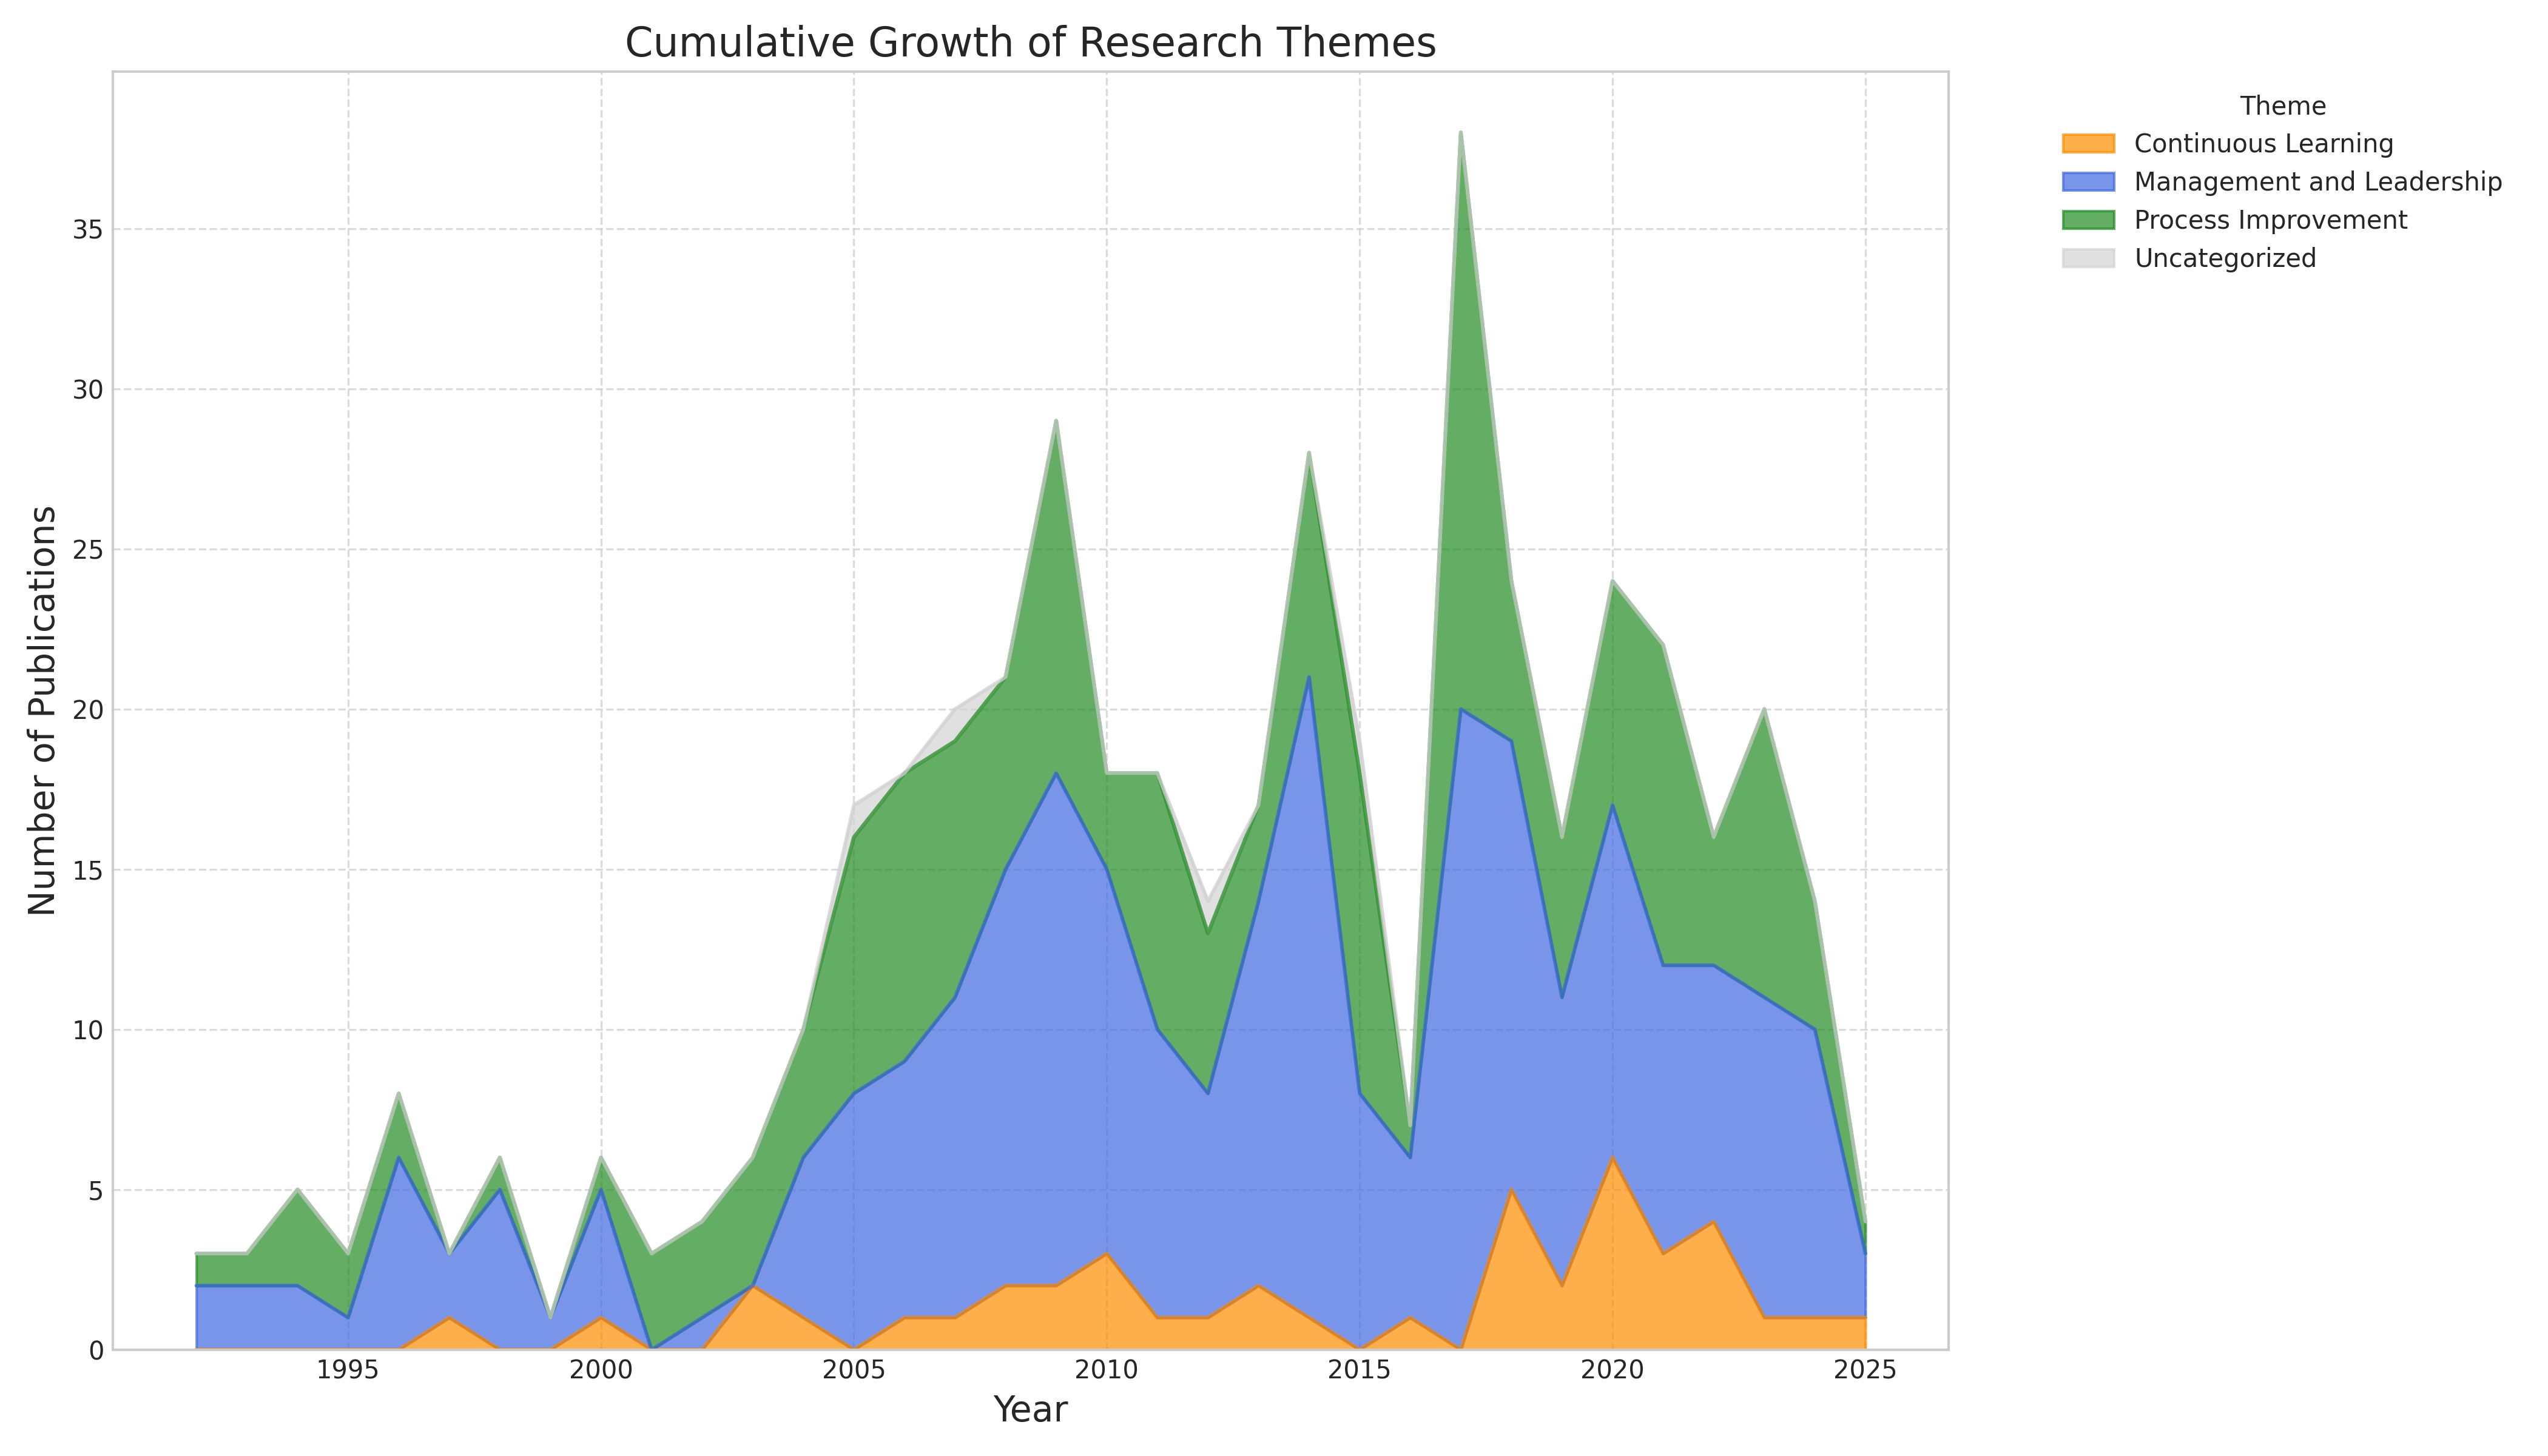 Cumulative Growth of Research Themes
Number of Publications
35
30
25
20
15
10
5
0
1995 2000 2005 2010 2015 2020 2025
Year
Theme
Continuous Learning
Management and Leadership
Process Improvement
Uncategorized